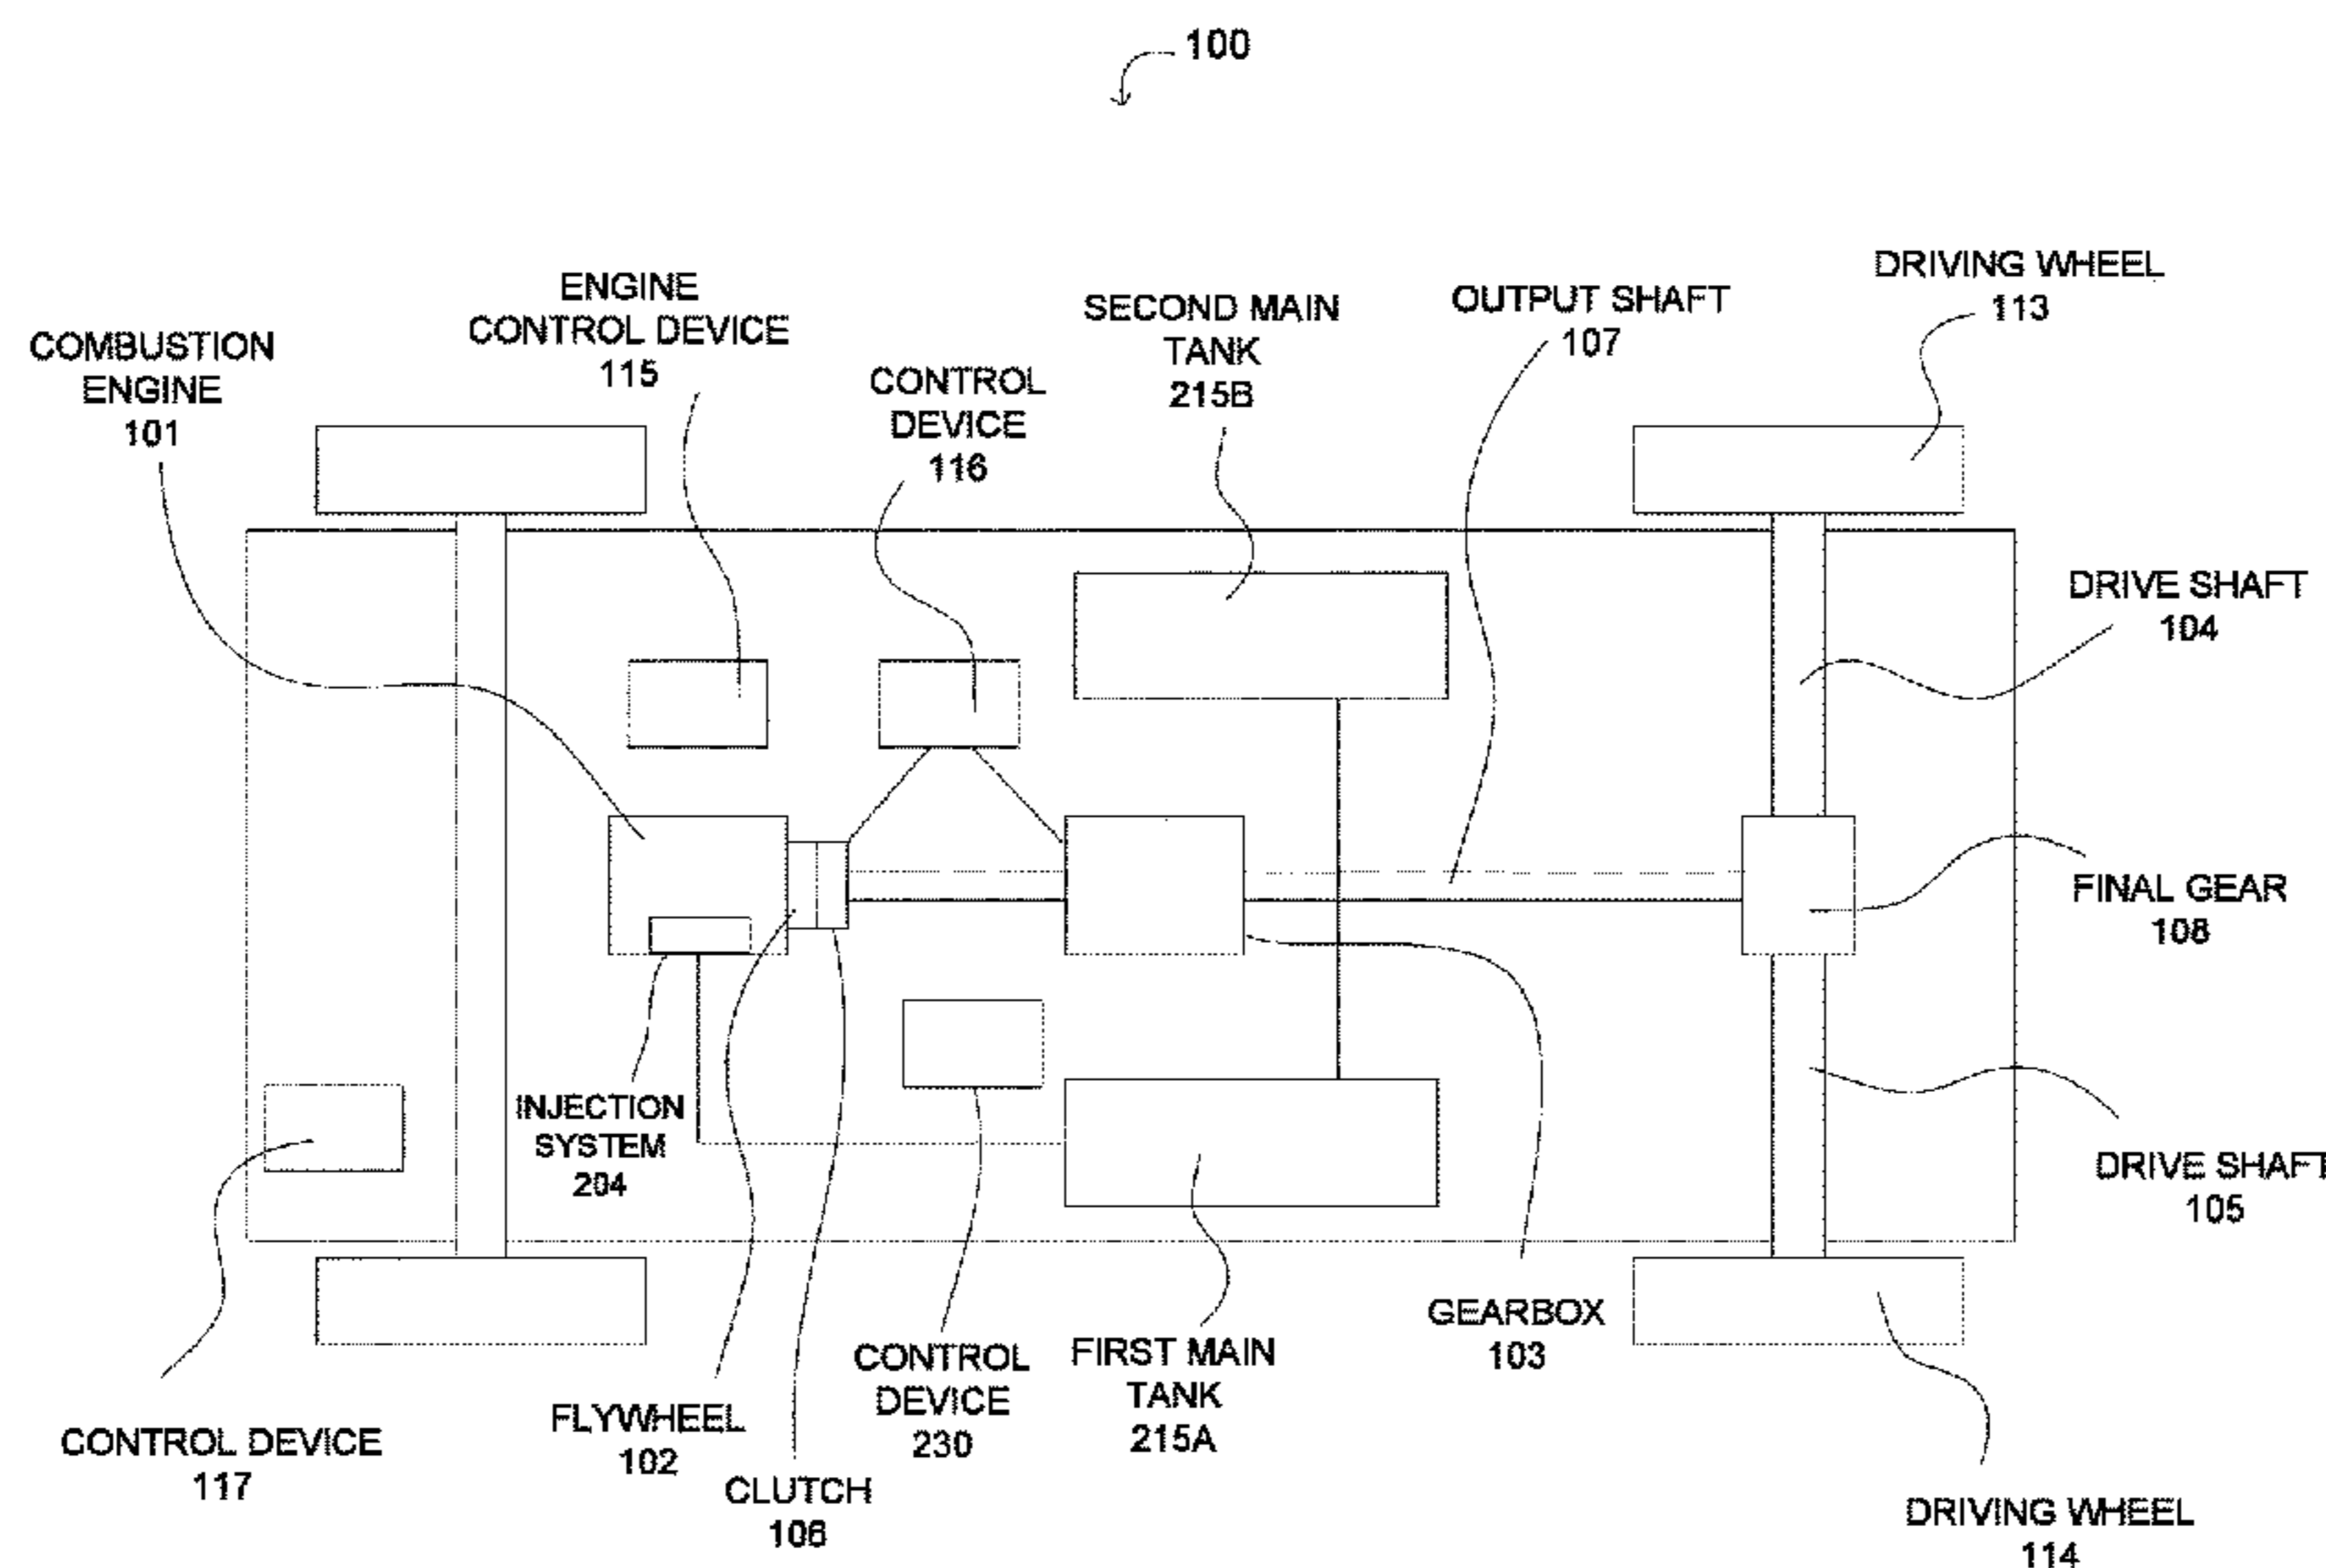 100
DRIVING WHEEL
113
ENGINE
CONTROL DEVICE
115
SECOND MAIN
TANK
215B
OUTPUT SHAFT
107
COMBUSTION
ENGINE
101
CONTROL
DEVICE
116
DRIVE SHAFT
104
FINAL GEAR
108
INJECTION
SYSTEM
204
DRIVE SHAFT
105
GEARBOX
103
FIRST MAIN
TANK
215A
CONTROL
DEVICE
230
FLYWHEEL
102
CONTROL DEVICE
117
CLUTCH
106
DRIVING WHEEL
114